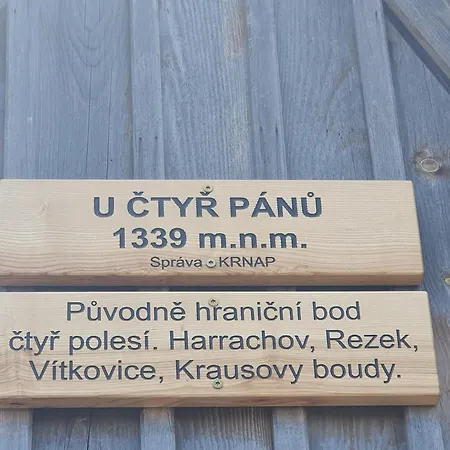 U ČTYŘ PÁNŮ
1339 m.n.m.
Správa KRNAP
Původně hraniční bod
čtyř polesí. Harrachov, Rezek,
Vítkovice, Krausovy boudy.